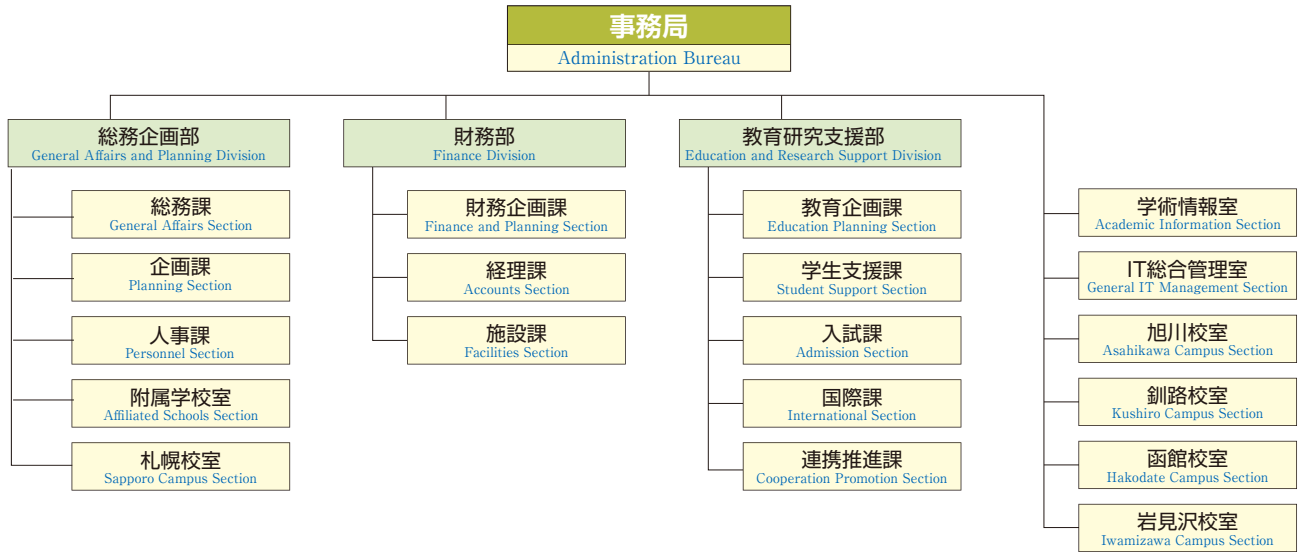 事務局
Administration Bureau
総務企画部
General Affairs and Planning Division
総務課
General Affairs Section
企画課
Planning Section
人事課
Personnel Section
附属学校室
Affiliated Schools Section
札幌校室
Sapporo Campus Section
財務部
Finance Division
財務企画課
Finance and Planning Section
経理課
Accounts Section
施設課
Facilities Section
教育研究支援部
Education and Research Support Division
教育企画課
Education Planning Section
学生支援課
Student Support Section
入試課
Admission Section
国際課
International Section
連携推進課
Cooperation Promotion Section
学術情報室
Academic Information Section
IT総合管理室
General IT Management Section
旭川校室
Asahikawa Campus Section
釧路校室
Kushiro Campus Section
函館校室
Hakodate Campus Section
岩見沢校室
Iwamizawa Campus Section